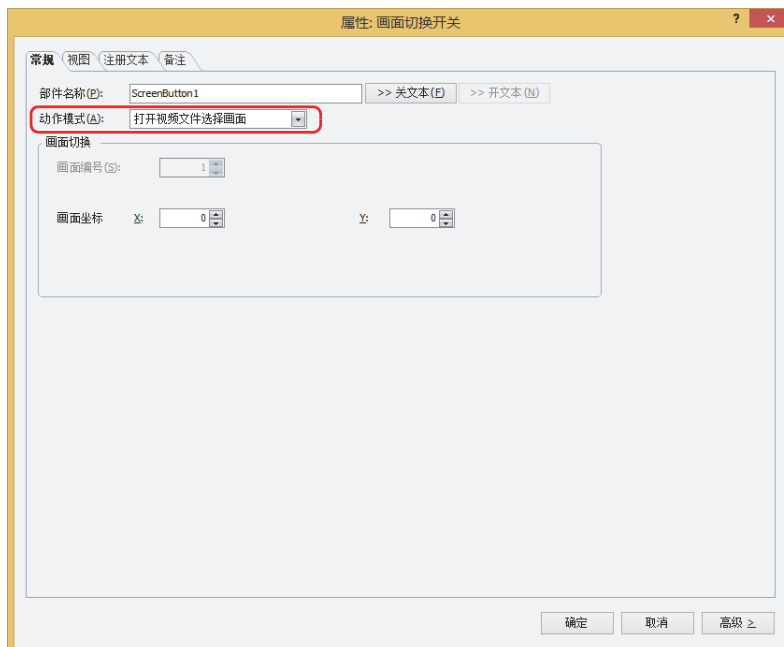 属性: 画面切换开关
? ×
常规 视图 注册文本 备注
部件名称(P): ScreenButton1 >> 关文本(F) >> 开文本(N)
动作模式(A): 打开视频文件选择画面
画面切换
画面编号(S): 1
画面坐标 X: 0 Y: 0
确定 取消 高级 ≥